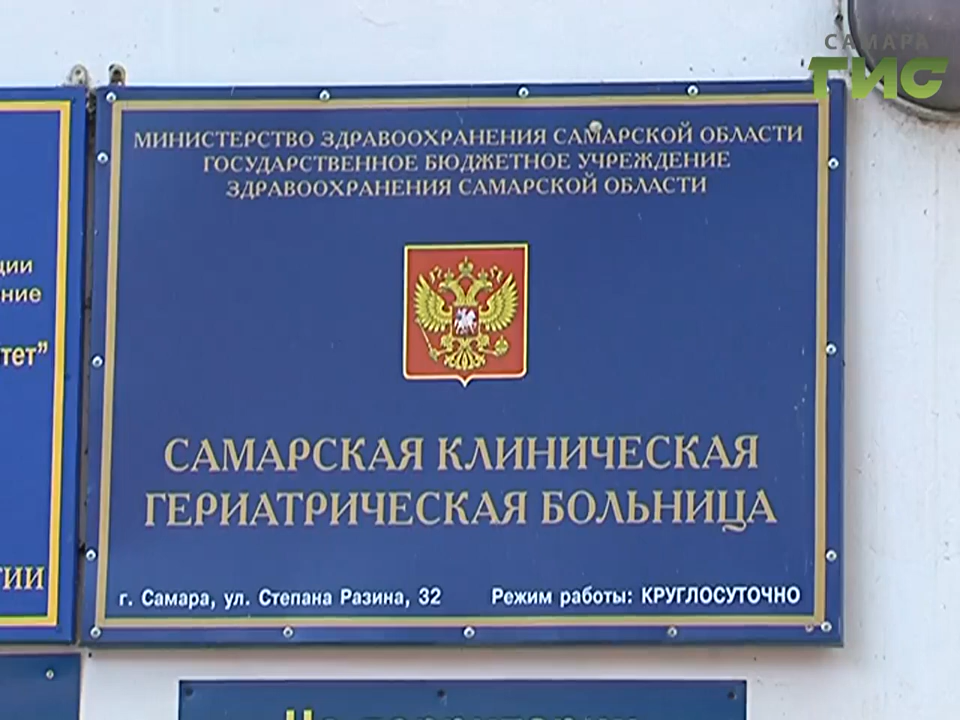 САМАРА
ТИС
МИНИСТЕРСТВО ЗДРАВООХРАНЕНИЯ САМАРСКОЙ ОБЛАСТИ
ГОСУДАРСТВЕННОЕ БЮДЖЕТНОЕ УЧРЕЖДЕНИЕ
ЗДРАВООХРАНЕНИЯ САМАРСКОЙ ОБЛАСТИ
САМАРСКАЯ КЛИНИЧЕСКАЯ
ГЕРИАТРИЧЕСКАЯ БОЛЬНИЦА
г. Самара, ул. Степана Разина, 32 Режим работы: КРУГЛОСУТОЧНО